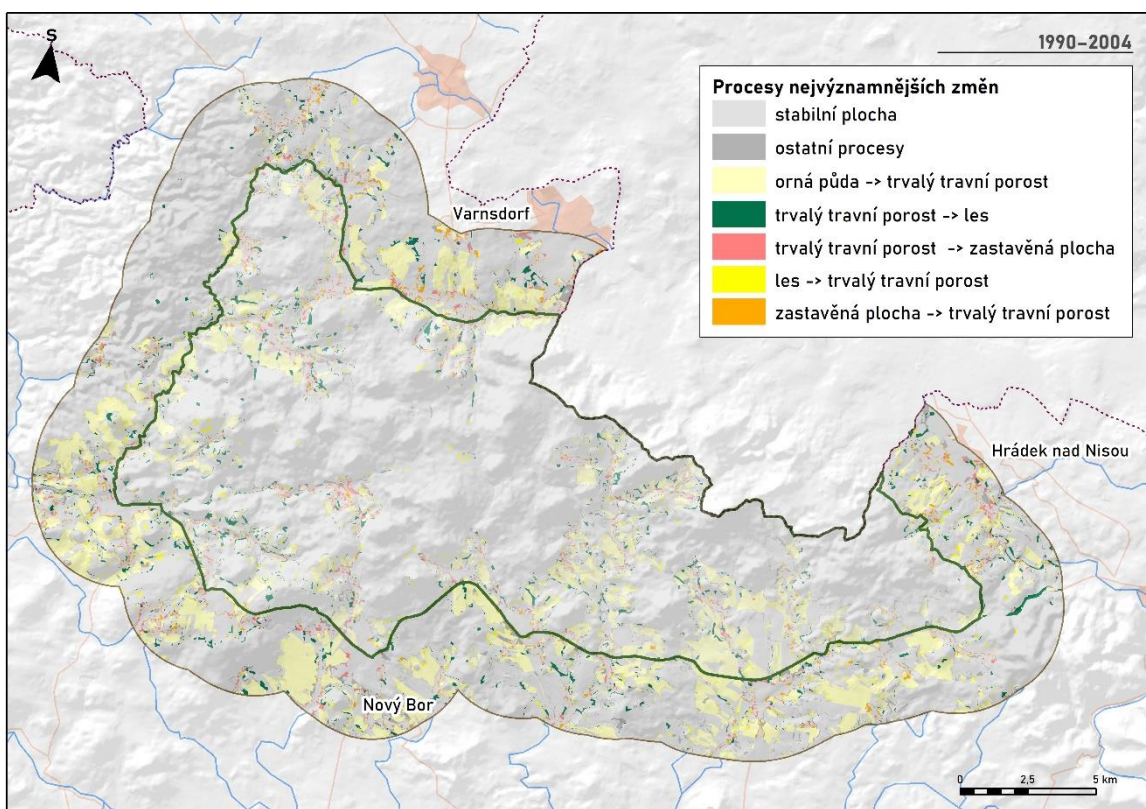 S
1990–2004
Procesy nejvýznamnějších změn
stabilní plocha
ostatní procesy
orná půda -> trvalý travní porost
trvalý travní porost -> les
trvalý travní porost -> zastavěná plocha
les -> trvalý travní porost
zastavěná plocha -> trvalý travní porost
Varnsdorf
Hrádek nad Nisou
Nový Bor
0 2,5 5 km